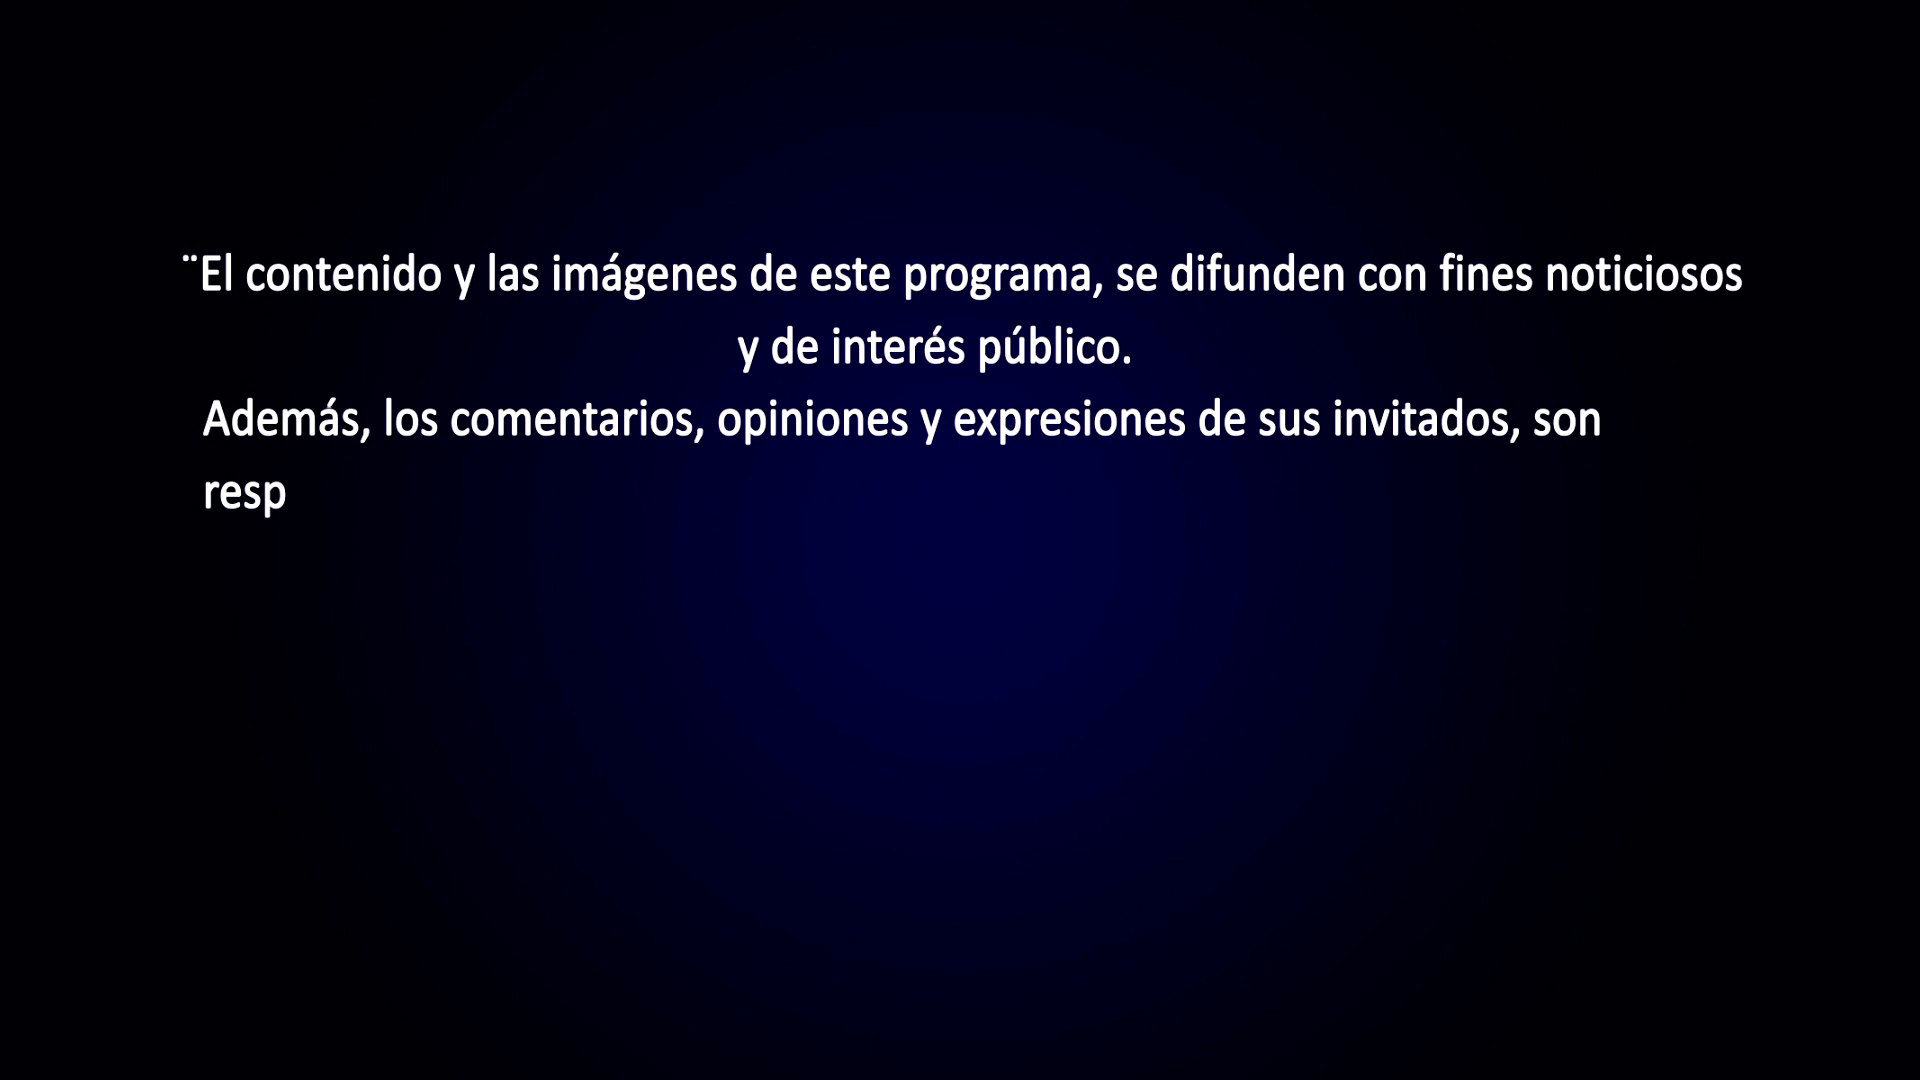 ¨El contenido y las imágenes de este programa, se difunden con fines noticiosos
y de interés público.
Además, los comentarios, opiniones y expresiones de sus invitados, son
resp